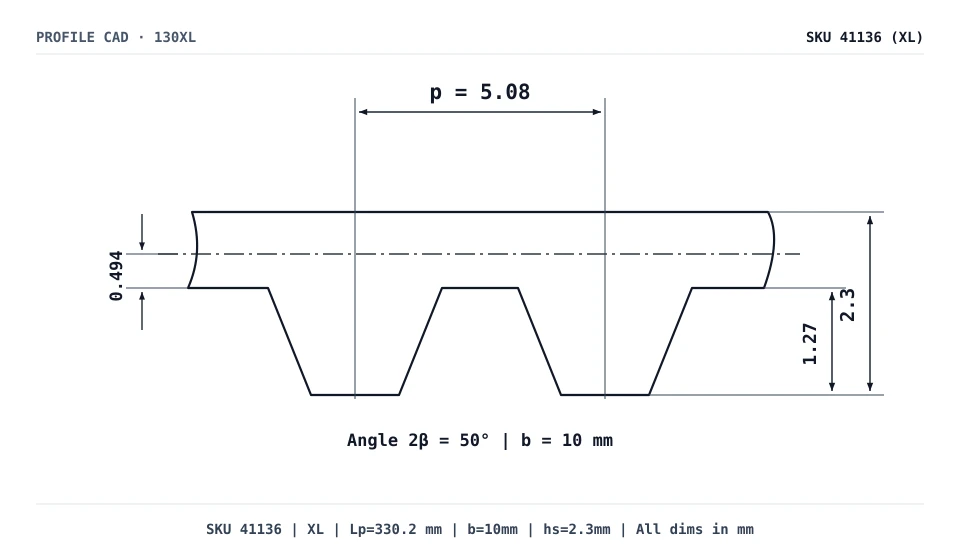 PROFILE CAD · 130XL
SKU 41136 (XL)
p = 5.08
0.494
2.3
1.27
Angle 2β = 50° | b = 10 mm
SKU 41136 | XL | Lp=330.2 mm | b=10mm | hs=2.3mm | All dims in mm